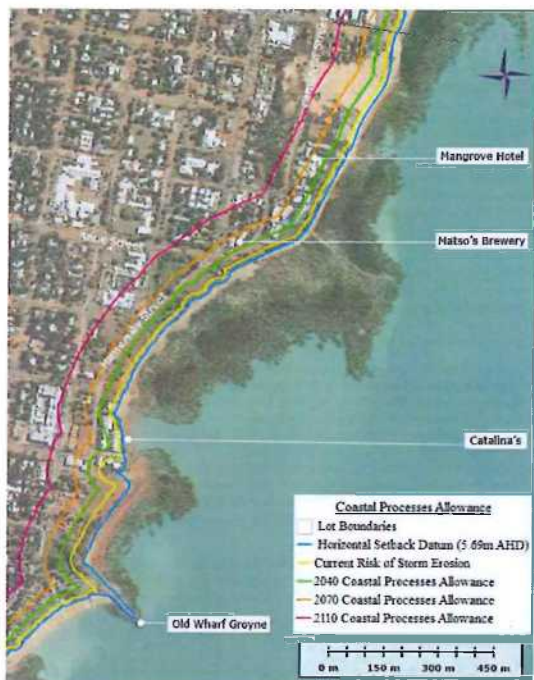 Mangrove Hotel
Matso's Brewery
Catalina's
Old Wharf Groyne
Coastal Processes Allowance
Lot Boundaries
Horizontal Setback Datum (5.69m AHD)
Current Risk of Storm Erosion
2040 Coastal Processes Allowance
2070 Coastal Processes Allowance
2110 Coastal Processes Allowance
0 m 150 m 300 m 450 m